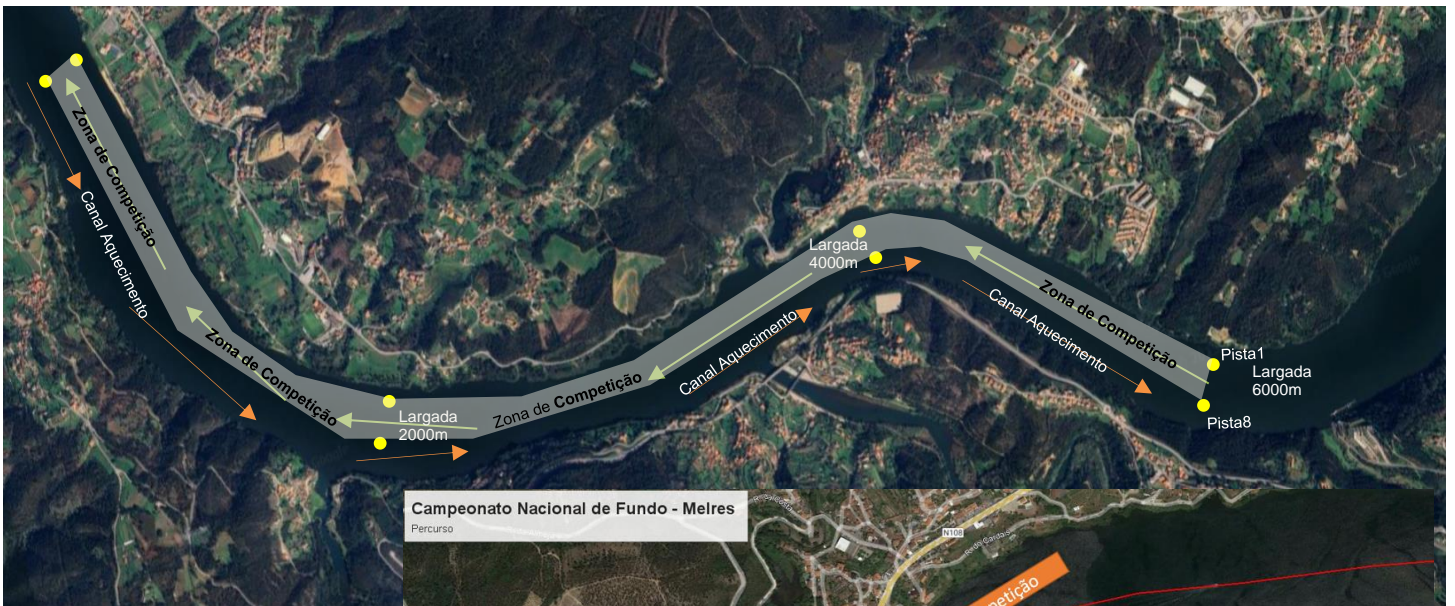 Zona de Competição
Canal Aquecimento
Zona de Competição
Largada
2000m
Zona de Competição
Canal Aquecimento
Largada
4000m
Zona de Competição
Canal Aquecimento
Pista1
Largada
6000m
Pista8
Campeonato Nacional de Fundo - Melres
Percurso
N108
petição